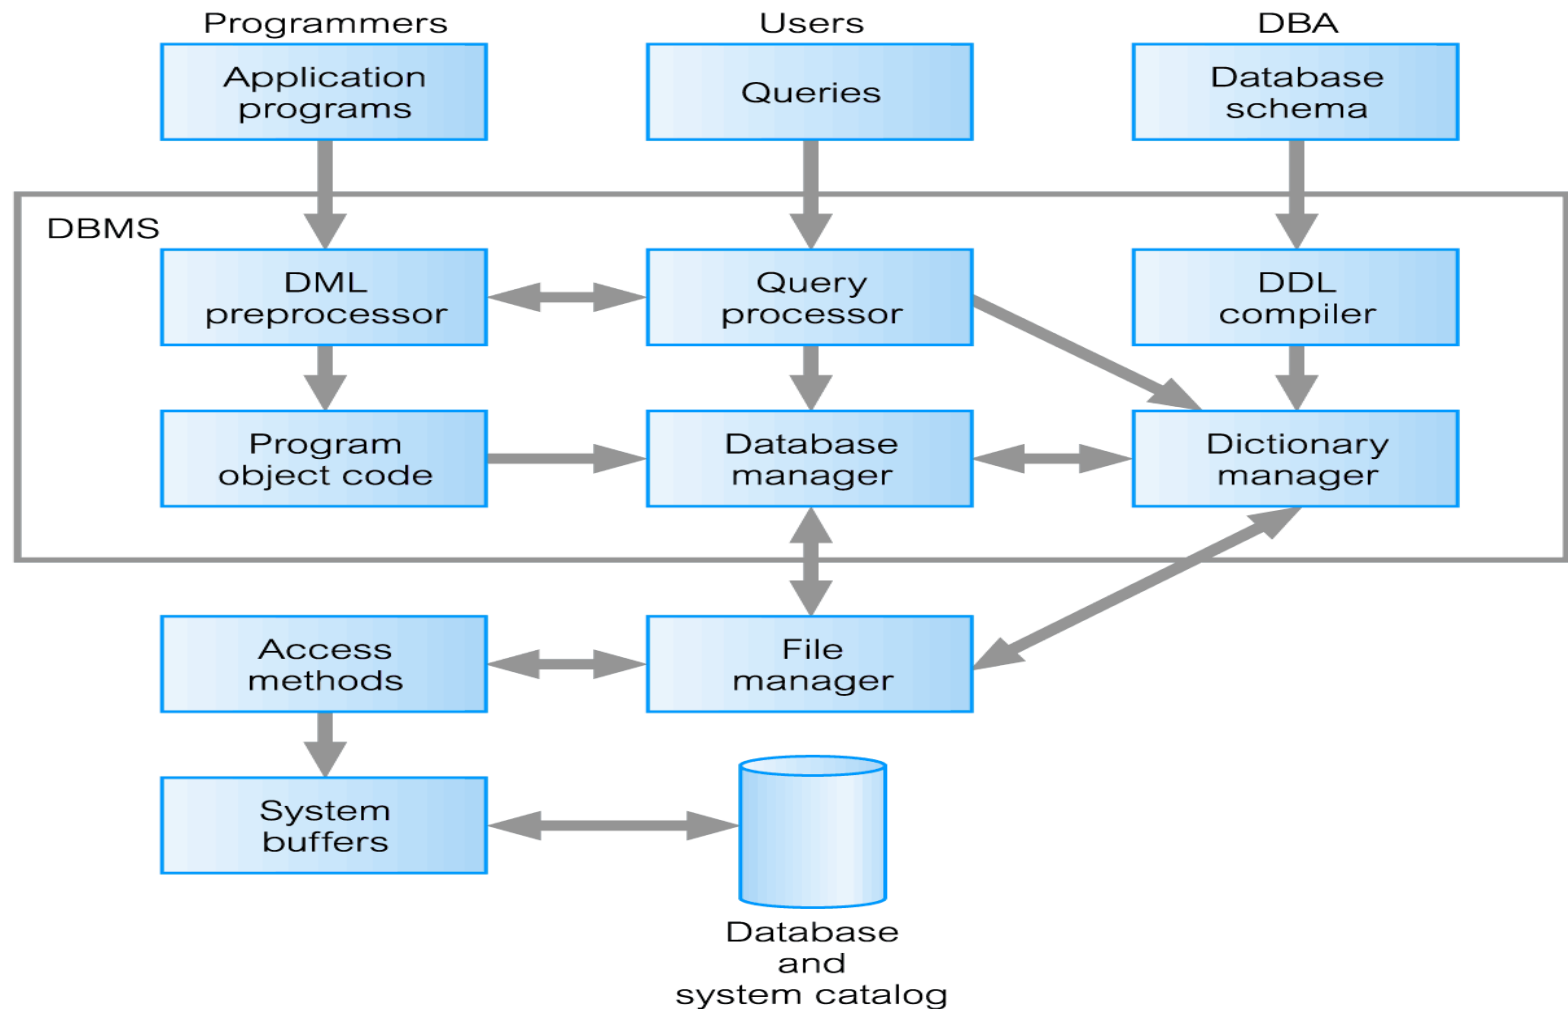 Programmers
Users
DBA
Application
programs
Queries
Database
schema
DBMS
DML
preprocessor
Query
processor
DDL
compiler
Program
object code
Database
manager
Dictionary
manager
Access
methods
File
manager
System
buffers
Database
and
system catalog